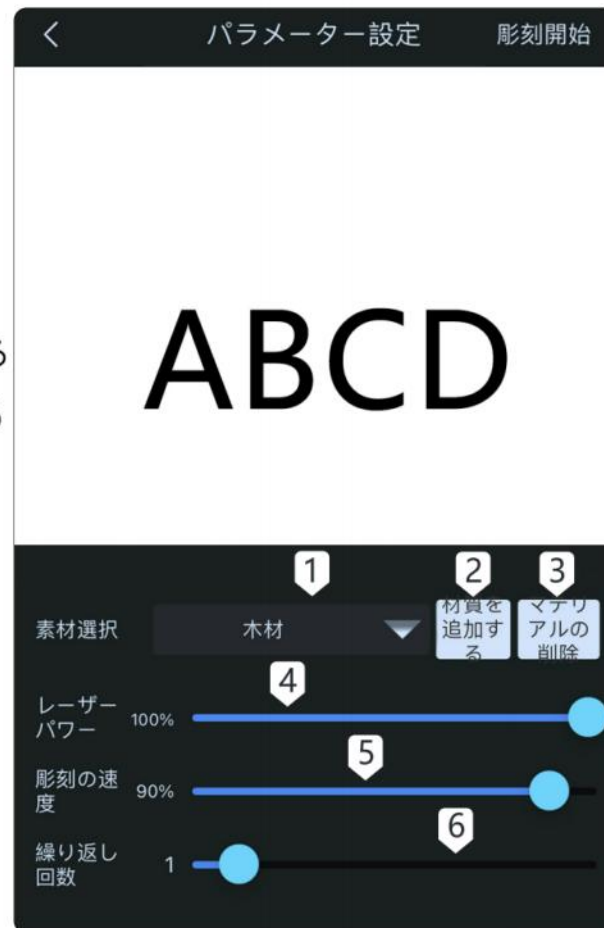 パラメーター設定
彫刻開始
ABCD
1
2
3
素材選択
木材
材質を
追加す
る
マテリ
アルの
削除
4
レーザー
パワー
100%
5
彫刻の速
度
90%
6
繰り返し
回数
1